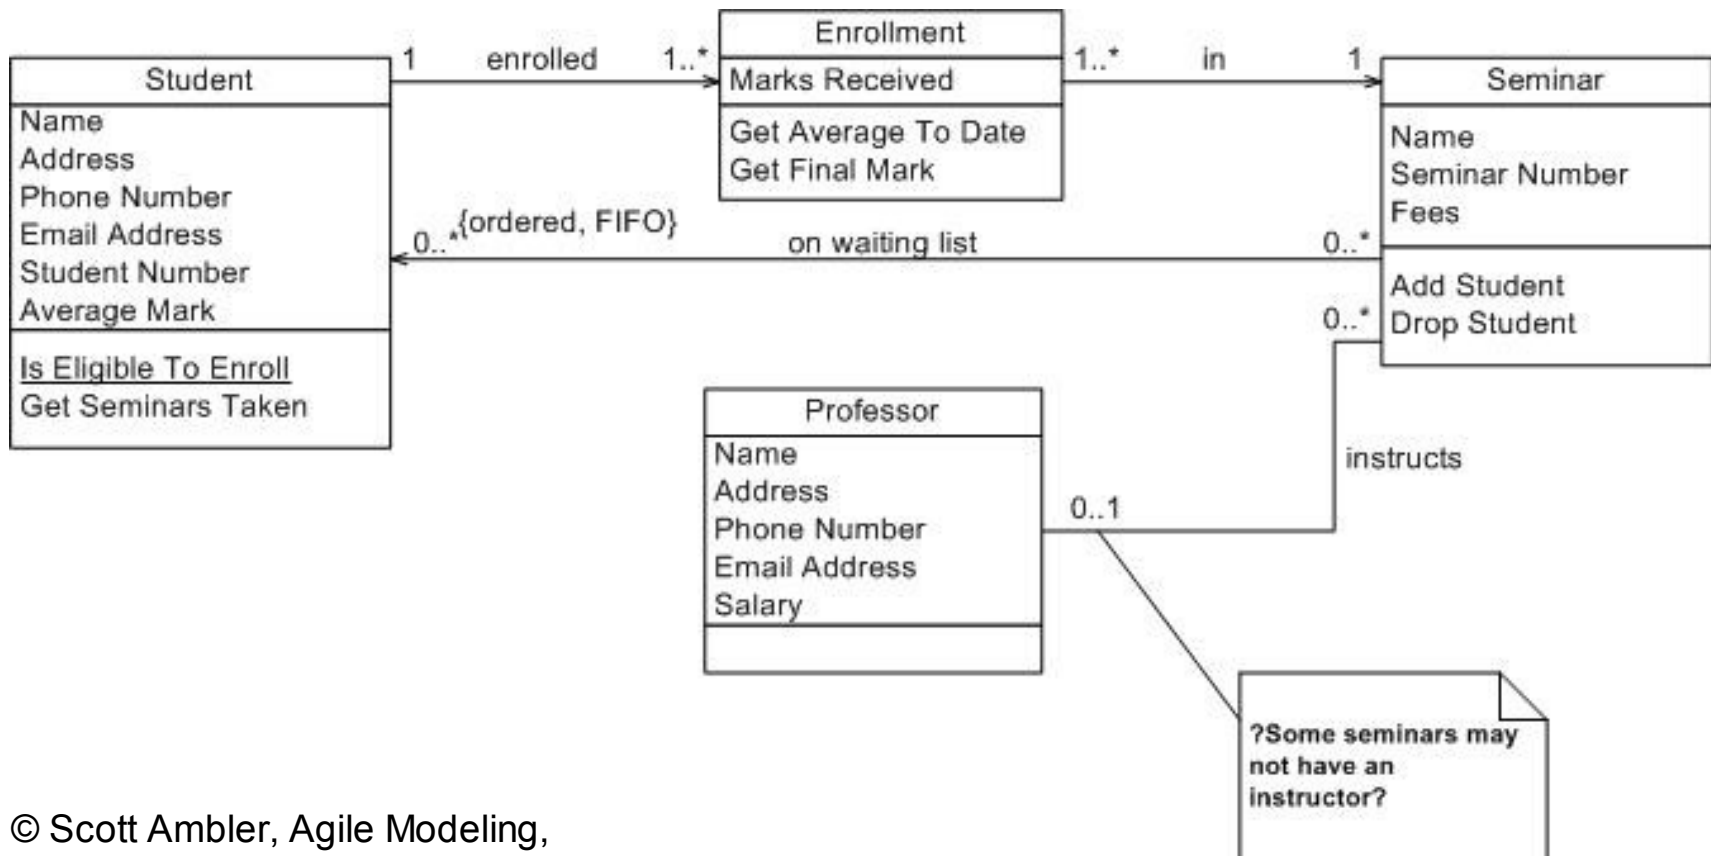 Student
Name
Address
Phone Number
Email Address
Student Number
Average Mark
Is Eligible To Enroll
Get Seminars Taken
1 enrolled 1..*
Enrollment
Marks Received
Get Average To Date
Get Final Mark
1..* in 1
Seminar
Name
Seminar Number
Fees
Add Student
Drop Student
0..* {ordered, FIFO} on waiting list 0..*
0..*
instructs
0..1
Professor
Name
Address
Phone Number
Email Address
Salary
?Some seminars may
not have an
instructor?
© Scott Ambler, Agile Modeling,